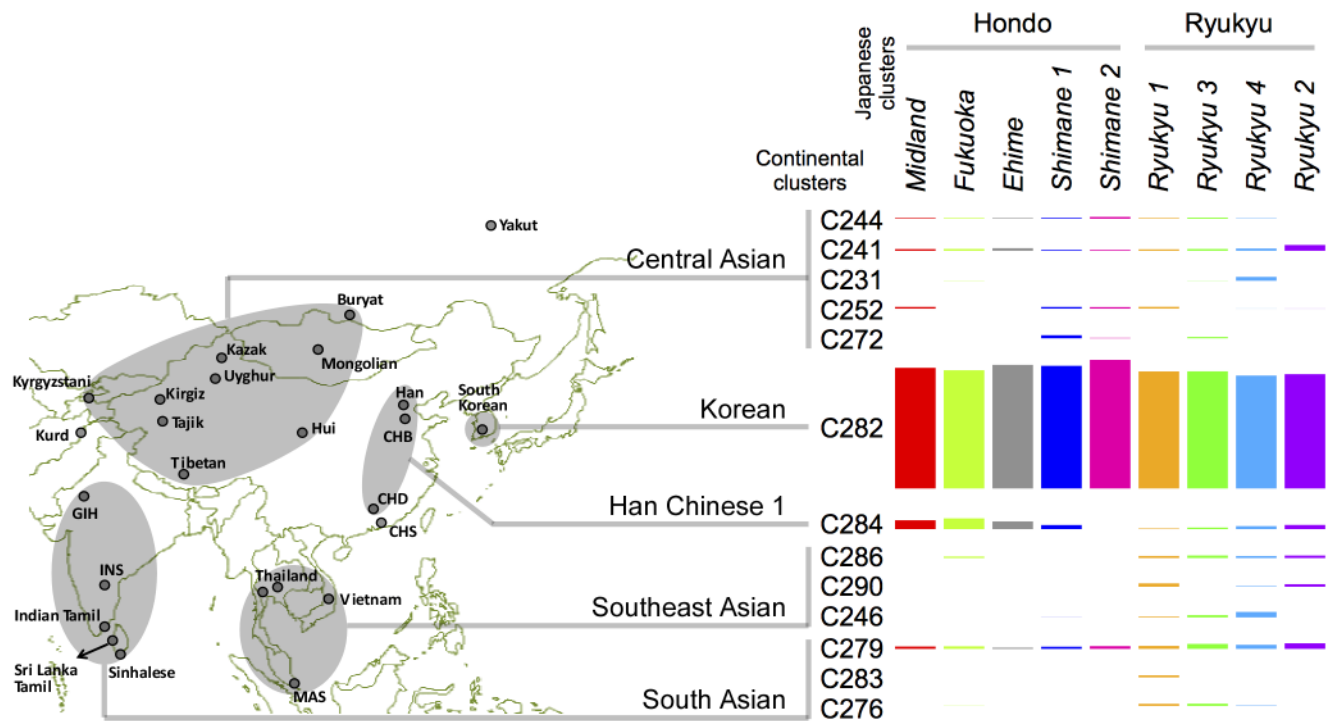 Hondo
Ryukyu
Japanese
clusters
Midland
Fukuoka
Ehime
Shimane 1
Shimane 2
Ryukyu 1
Ryukyu 3
Ryukyu 4
Ryukyu 2
Continental
clusters
Central Asian
C244
C241
C231
C252
C272
Korean
C282
Han Chinese 1
C284
Southeast Asian
C286
C290
C246
South Asian
C279
C283
C276
Yakut
Buryat
Kazak
Mongolian
Uyghur
Kyrgyzstani
Kirgiz
Tajik
Kurd
Hui
Tibetan
Han
CHB
South
Korean
CHD
CHS
GIH
INS
Indian Tamil
Sri Lanka
Tamil
Sinhalese
Thailand
Vietnam
MAS